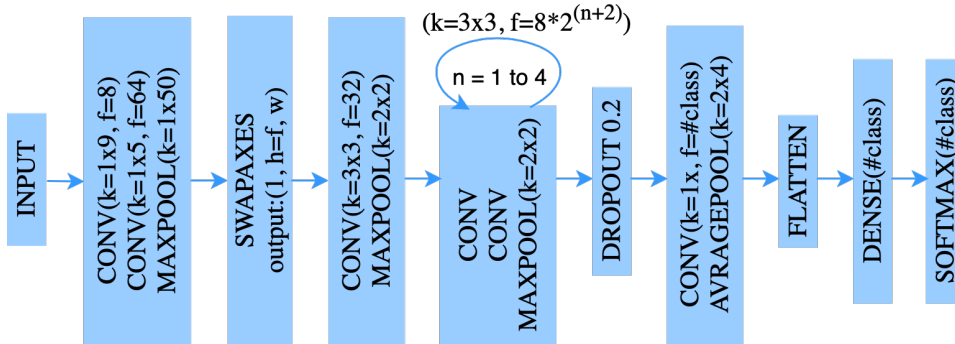 INPUT
CONV(k=1x9, f=8)
CONV(k=1x5, f=64)
MAXPOOL(k=1x50)
SWAPAXES
output:(1, h=f, w)
CONV(k=3x3, f=32)
MAXPOOL(k=2x2)
(k=3x3, f=8*2^(n+2))
n = 1 to 4
CONV
CONV
MAXPOOL(k=2x2)
DROPOUT 0.2
CONV(k=1x, f=#class)
AVRAGEPOOL(k=2x4)
FLATTEN
DENSE(#class)
SOFTMAX(#class)